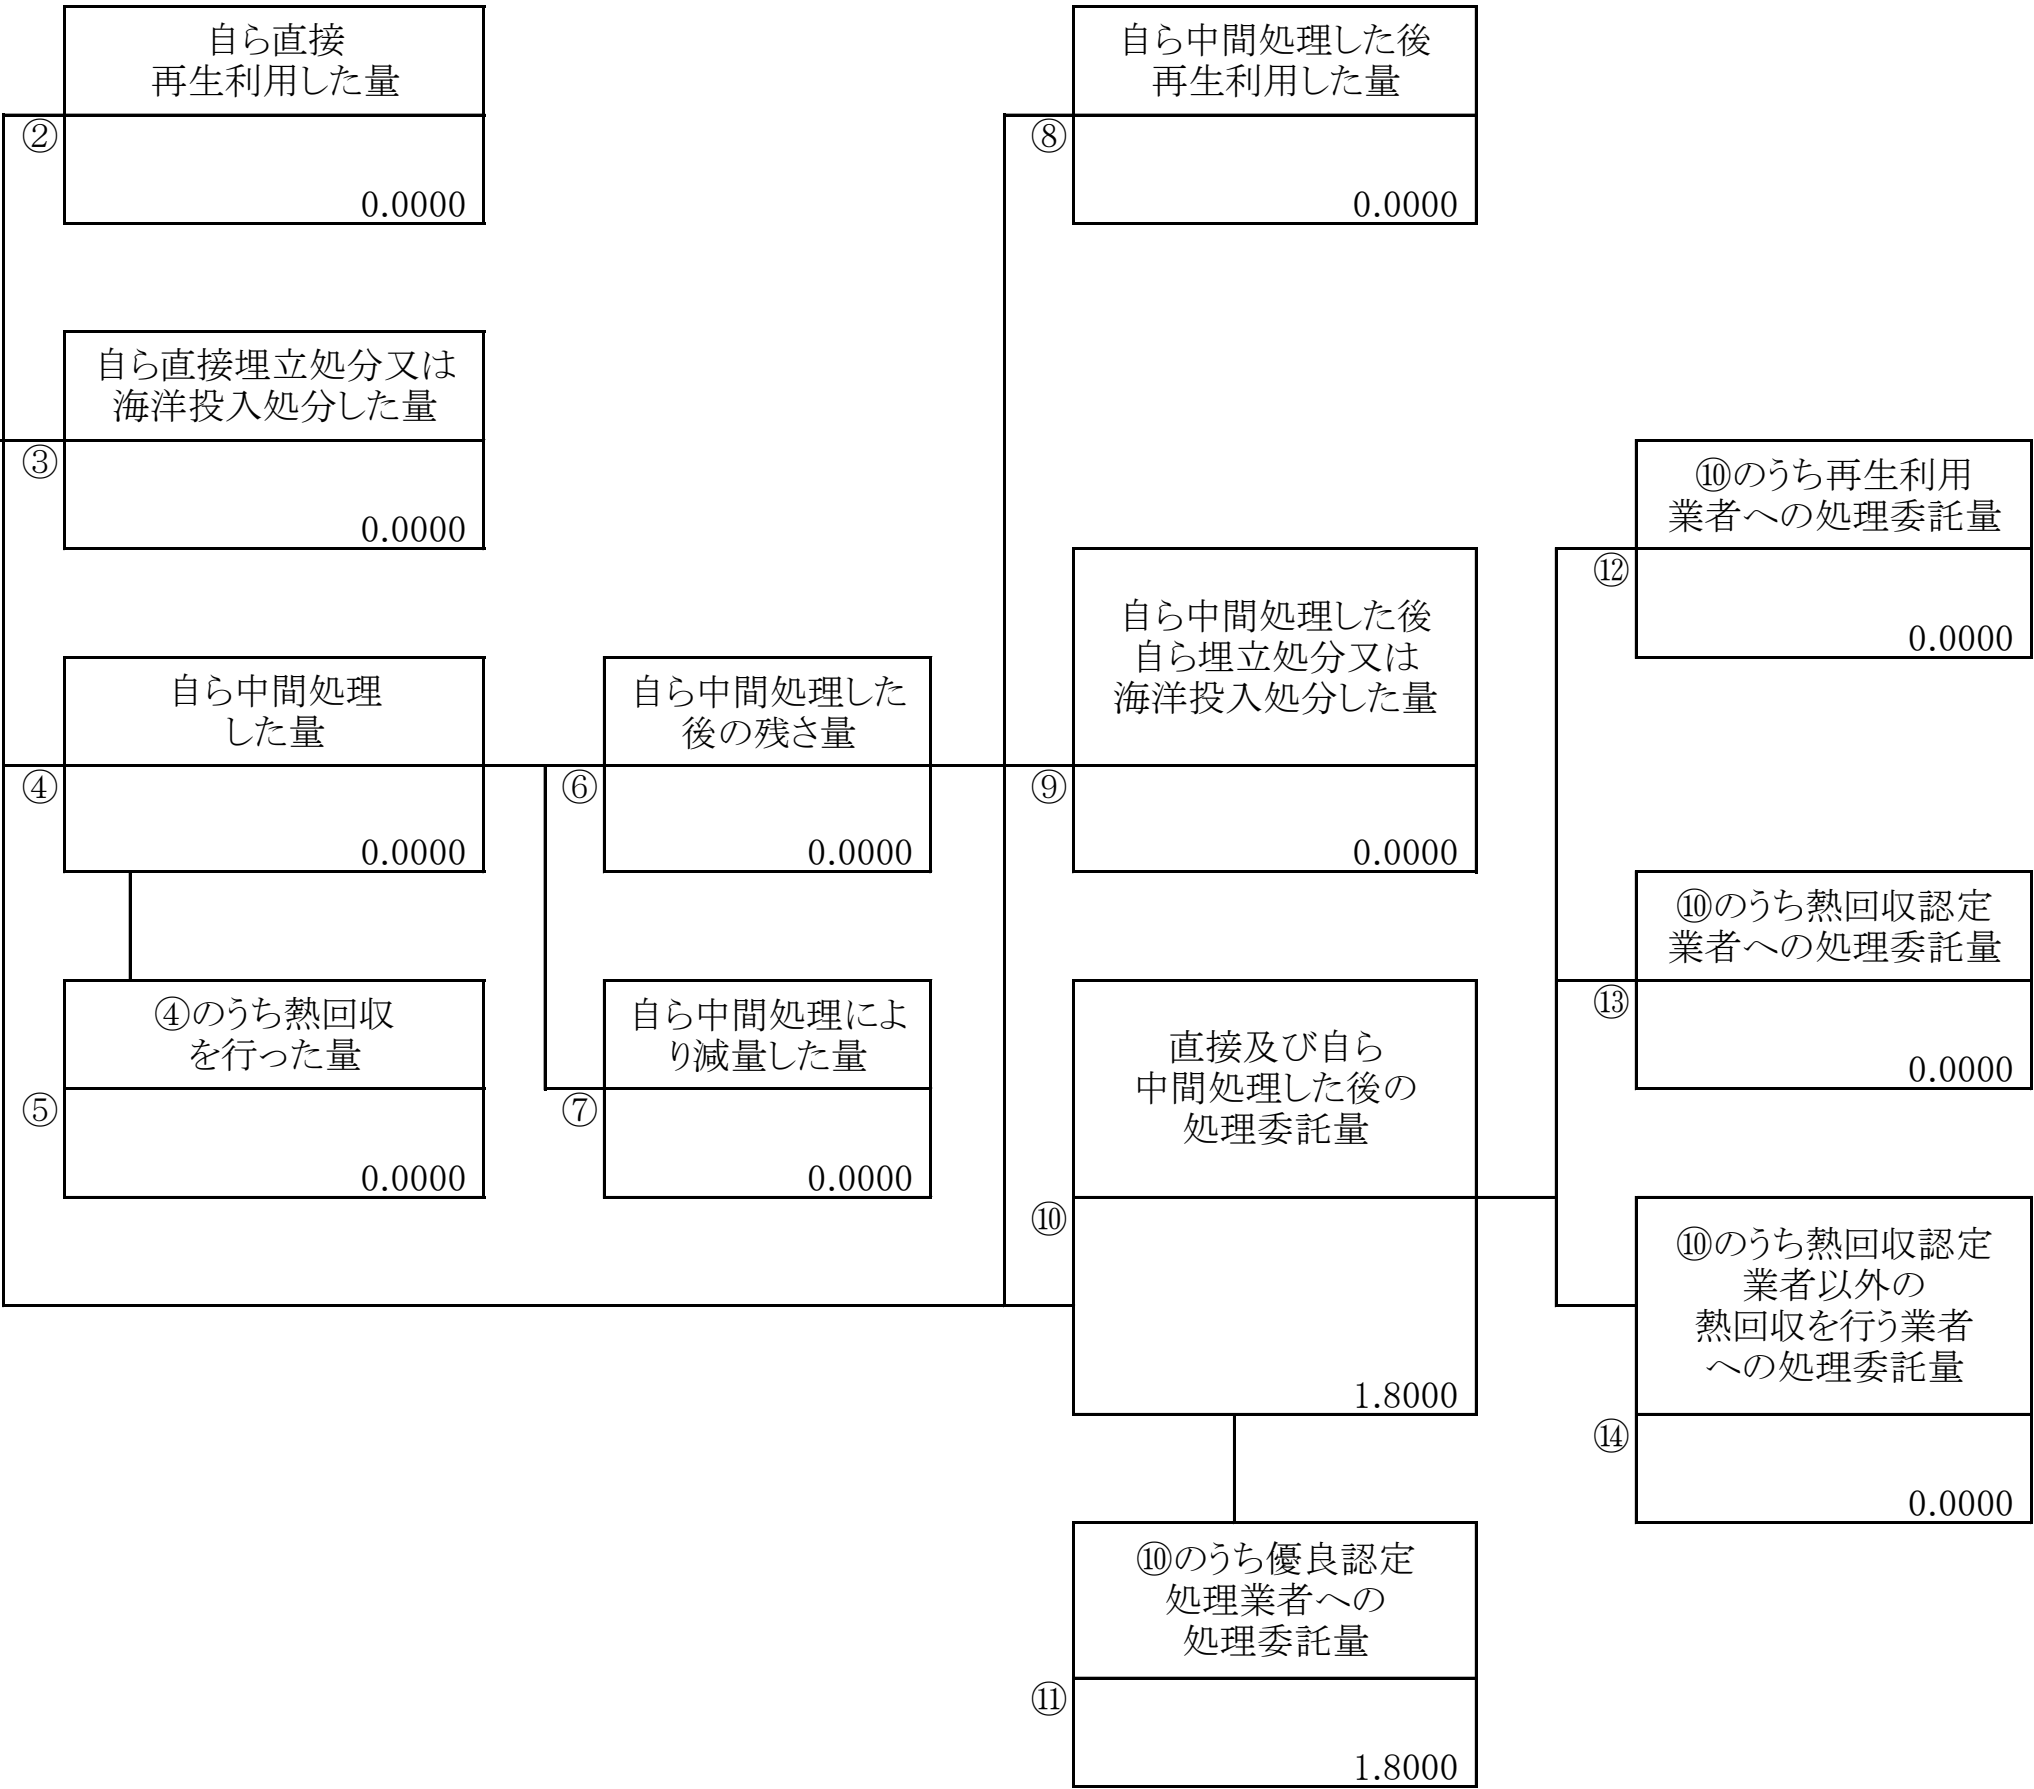 自ら直接
再生利用した量
②
0.0000
自ら中間処理した後
再生利用した量
⑧
0.0000
自ら直接埋立処分又は
海洋投入処分した量
③
0.0000
⑩のうち再生利用
業者への処理委託量
⑫
0.0000
自ら中間処理
した量
④
0.0000
自ら中間処理した
後の残さ量
⑥
0.0000
自ら中間処理した後
自ら埋立処分又は
海洋投入処分した量
⑨
0.0000
⑩のうち熱回収認定
業者への処理委託量
⑬
0.0000
④のうち熱回収
を行った量
⑤
0.0000
自ら中間処理によ
り減量した量
⑦
0.0000
直接及び自ら
中間処理した後の
処理委託量
⑩
1.8000
⑩のうち熱回収認定
業者以外の
熱回収を行う業者
への処理委託量
⑭
0.0000
⑩のうち優良認定
処理業者への
処理委託量
⑪
1.8000